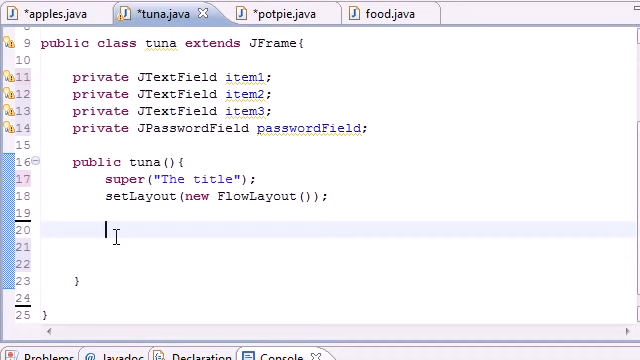 *apples.java *tuna.java *potpie.java food.java
9 public class tuna extends JFrame{
10
11 private JTextField item1;
12 private JTextField item2;
13 private JTextField item3;
14 private JPasswordField passwordField;
15
16 public tuna(){
17 super("The title");
18 setLayout(new FlowLayout());
19
20
21
22
23 }
24
25 }
Problems @ Javadoc Declaration Console